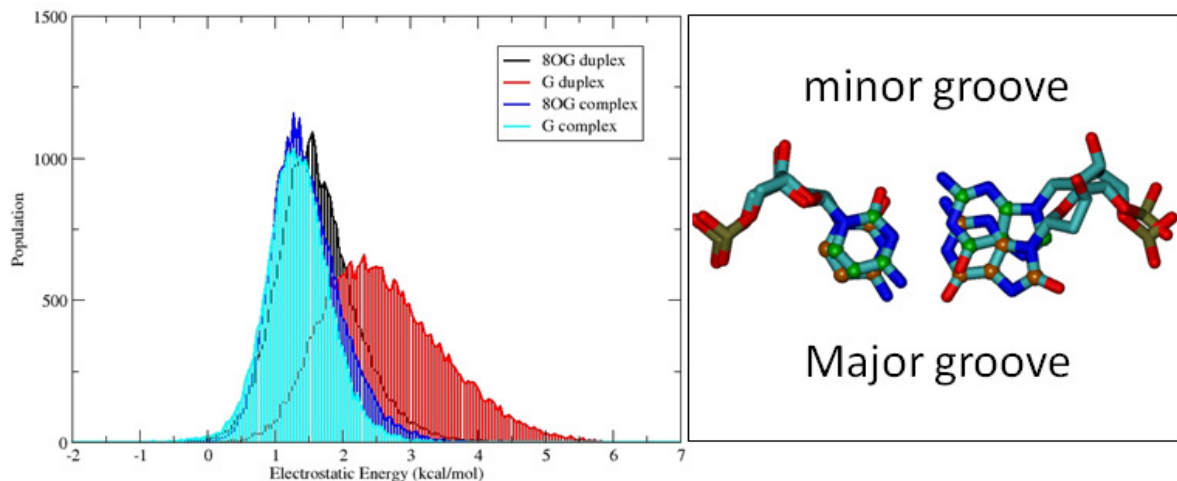 1500
1000
500
0
Population
-2 -1 0 1 2 3 4 5 6 7
Electrostatic Energy (kcal/mol)
8OG duplex
G duplex
8OG complex
G complex
minor groove
Major groove